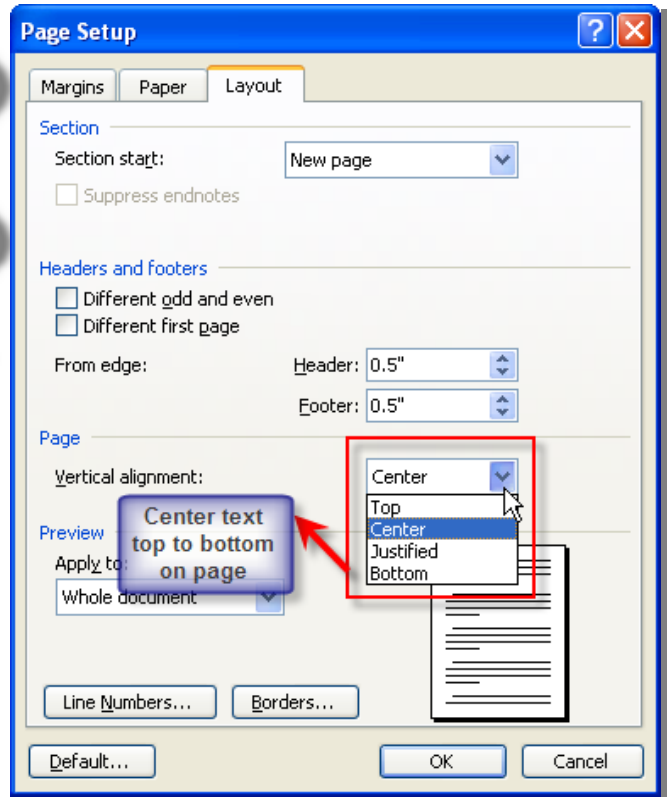 Page Setup
Margins Paper Layout
Section
Section start: New page
Suppress endnotes
Headers and footers
Different odd and even
Different first page
From edge: Header: 0.5"
Footer: 0.5"
Page
Vertical alignment: Center
Top
Center
Justified
Bottom
Center text
top to bottom
on page
Preview
Apply to:
Whole document
Line Numbers... Borders...
Default... OK Cancel